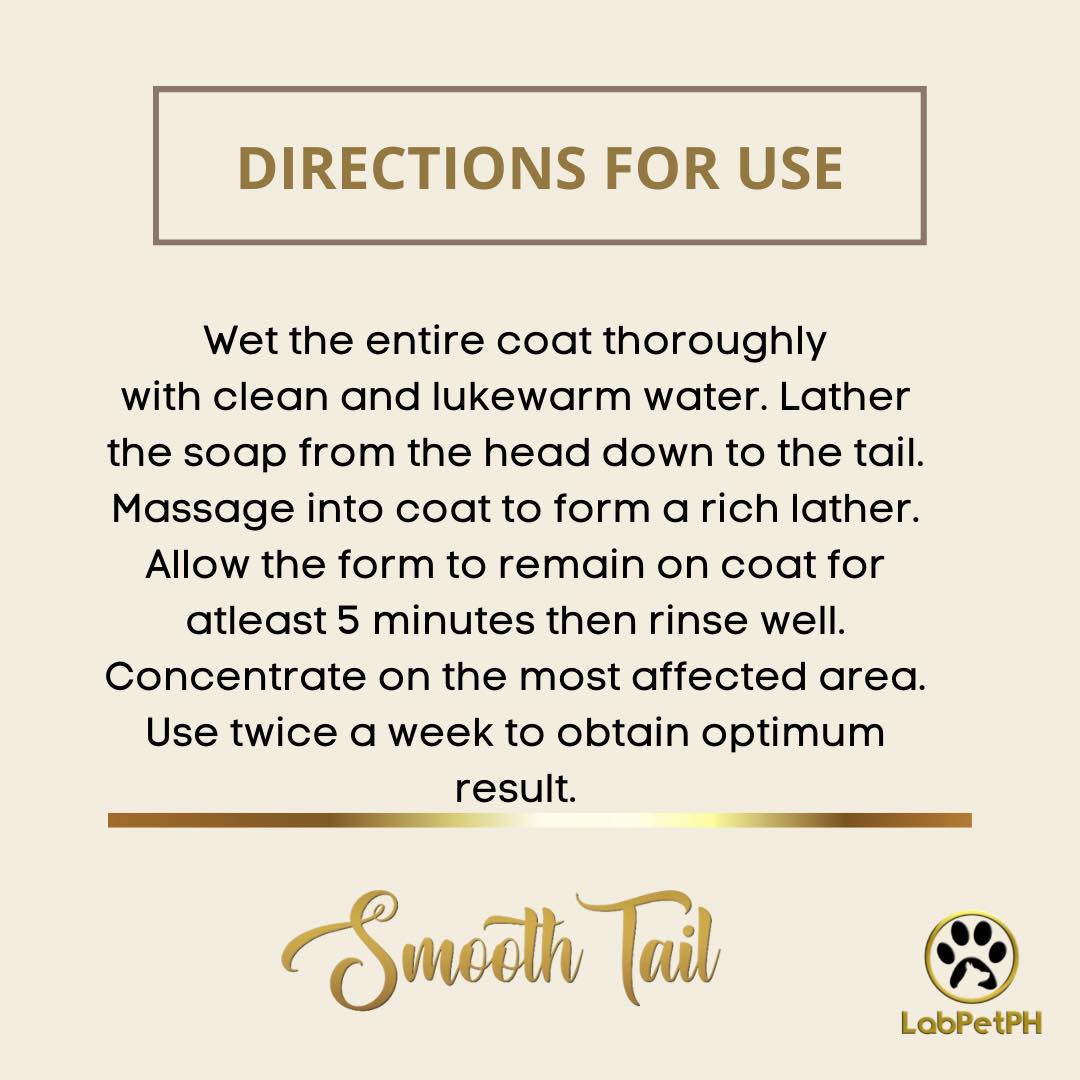 DIRECTIONS FOR USE
Wet the entire coat thoroughly
with clean and lukewarm water. Lather
the soap from the head down to the tail.
Massage into coat to form a rich lather.
Allow the form to remain on coat for
atleast 5 minutes then rinse well.
Concentrate on the most affected area.
Use twice a week to obtain optimum
result.
Smooth Tail
LabPetPH